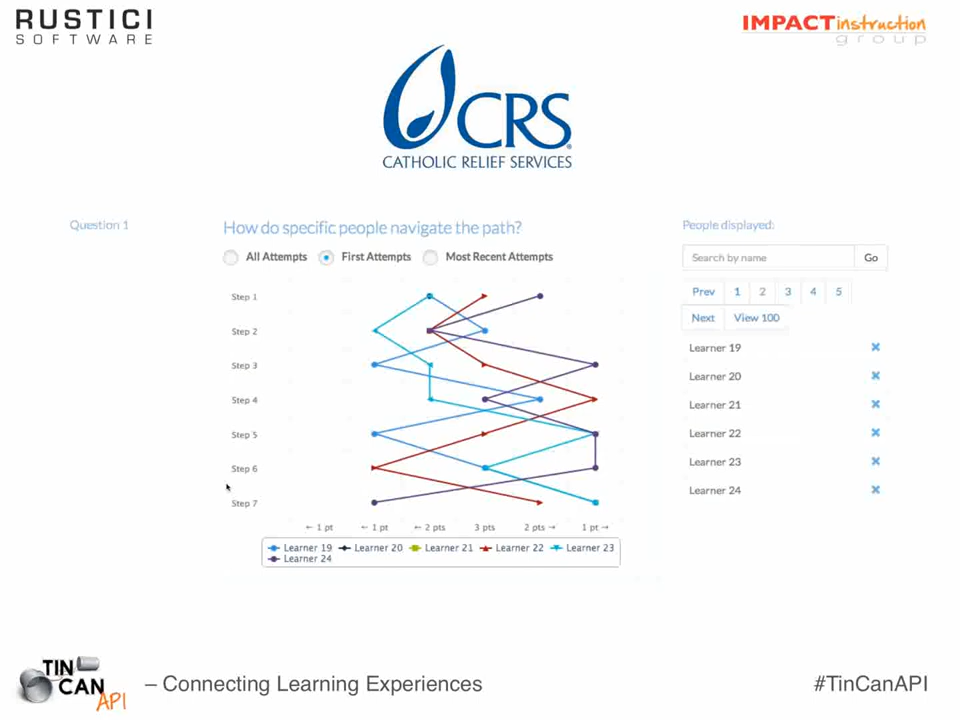 RUSTICI
SOFTWARE
IMPACTinstruction
group
CRS
CATHOLIC RELIEF SERVICES
Question 1
How do specific people navigate the path?
All Attempts First Attempts Most Recent Attempts
People displayed:
Search by name Go
Prev 1 2 3 4 5
Next View 100
Learner 19
Learner 20
Learner 21
Learner 22
Learner 23
Learner 24
Step 1
Step 2
Step 3
Step 4
Step 5
Step 6
Step 7
← 1 pt ← 1 pt ← 2 pts 3 pts 2 pts → 1 pt →
Learner 19 Learner 20 Learner 21 Learner 22 Learner 23
Learner 24
TIN
CAN
API
– Connecting Learning Experiences
#TinCanAPI